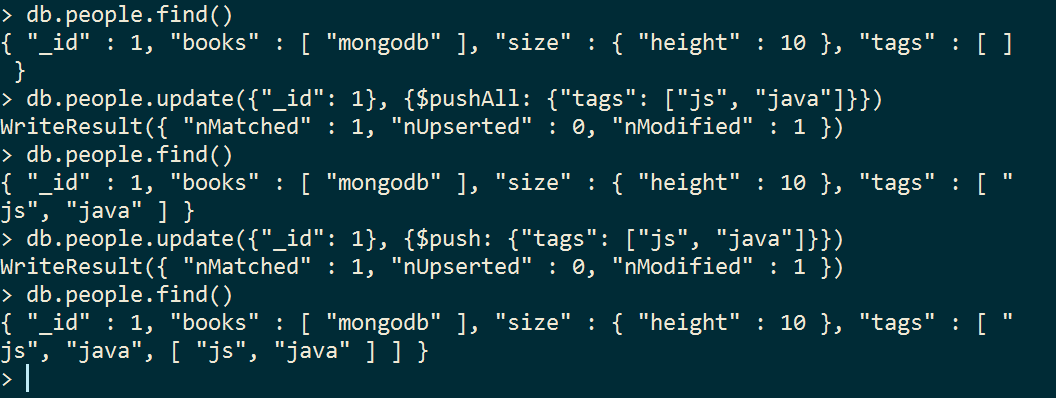 > db.people.find()
{ "_id" : 1, "books" : [ "mongodb" ], "size" : { "height" : 10 }, "tags" : [ ]
 }
> db.people.update({"_id": 1}, {$pushAll: {"tags": ["js", "java"]}})
WriteResult({ "nMatched" : 1, "nUpserted" : 0, "nModified" : 1 })
> db.people.find()
{ "_id" : 1, "books" : [ "mongodb" ], "size" : { "height" : 10 }, "tags" : [ "
js", "java" ] }
> db.people.update({"_id": 1}, {$push: {"tags": ["js", "java"]}})
WriteResult({ "nMatched" : 1, "nUpserted" : 0, "nModified" : 1 })
> db.people.find()
{ "_id" : 1, "books" : [ "mongodb" ], "size" : { "height" : 10 }, "tags" : [ "
js", "java", [ "js", "java" ] ] }
>